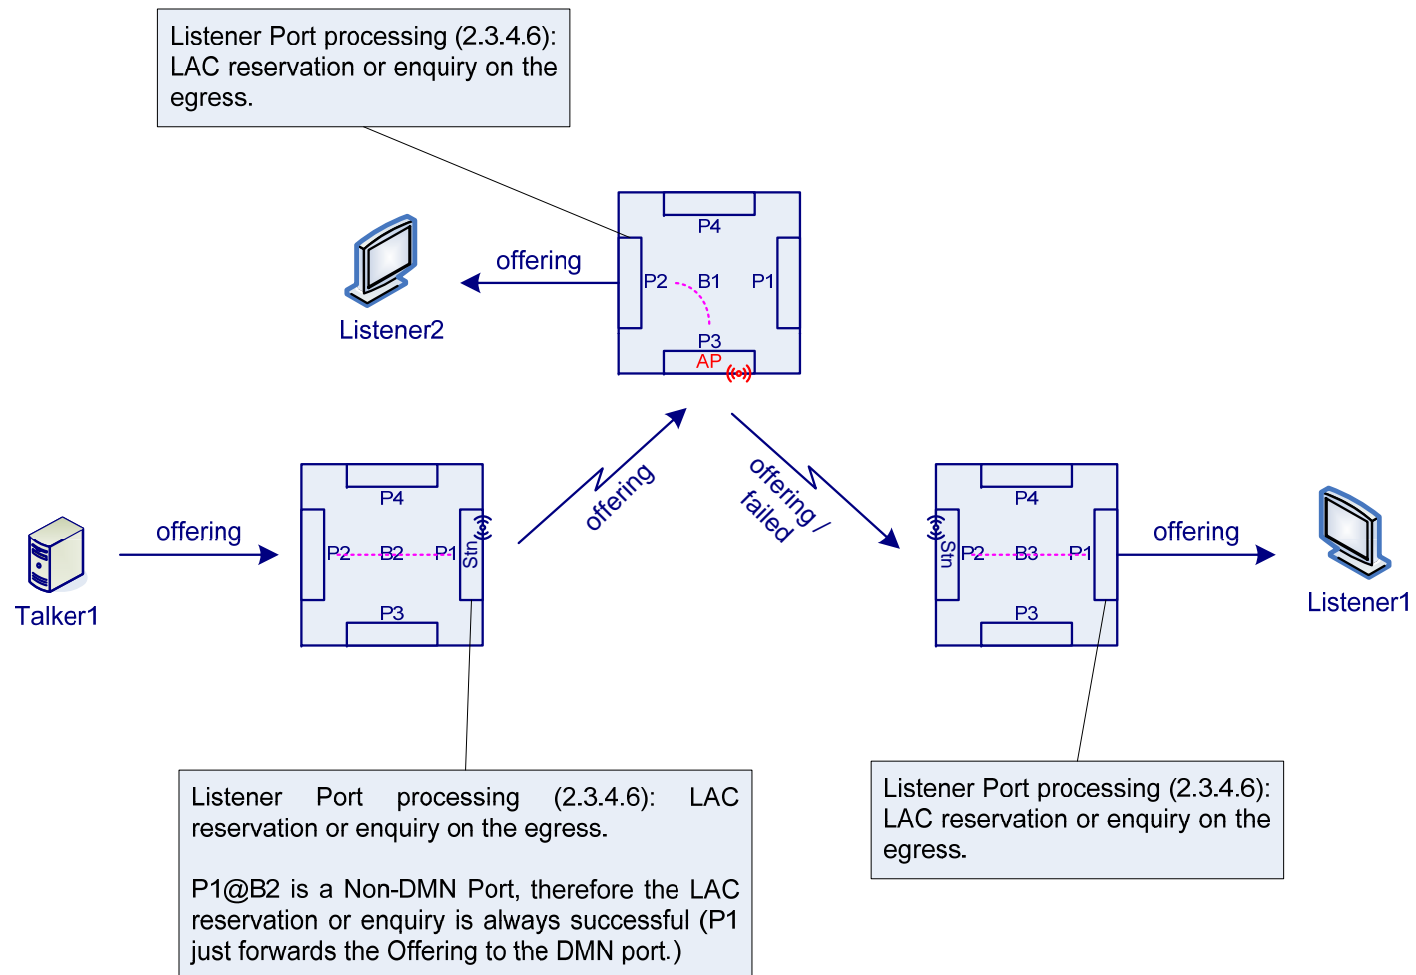 Listener Port processing (2.3.4.6):
LAC reservation or enquiry on the
egress.
P4
offering
P2
B1
P1
Listener2
P3
AP
offering
offering /
failed
P4
P4
offering
P2
B2
P1
Stn
Stn
P2
B3
P1
offering
Talker1
P3
P3
Listener1
Listener Port processing (2.3.4.6): LAC
reservation or enquiry on the egress.
P1@B2 is a Non-DMN Port, therefore the LAC
reservation or enquiry is always successful (P1
just forwards the Offering to the DMN port.)
Listener Port processing (2.3.4.6):
LAC reservation or enquiry on the
egress.